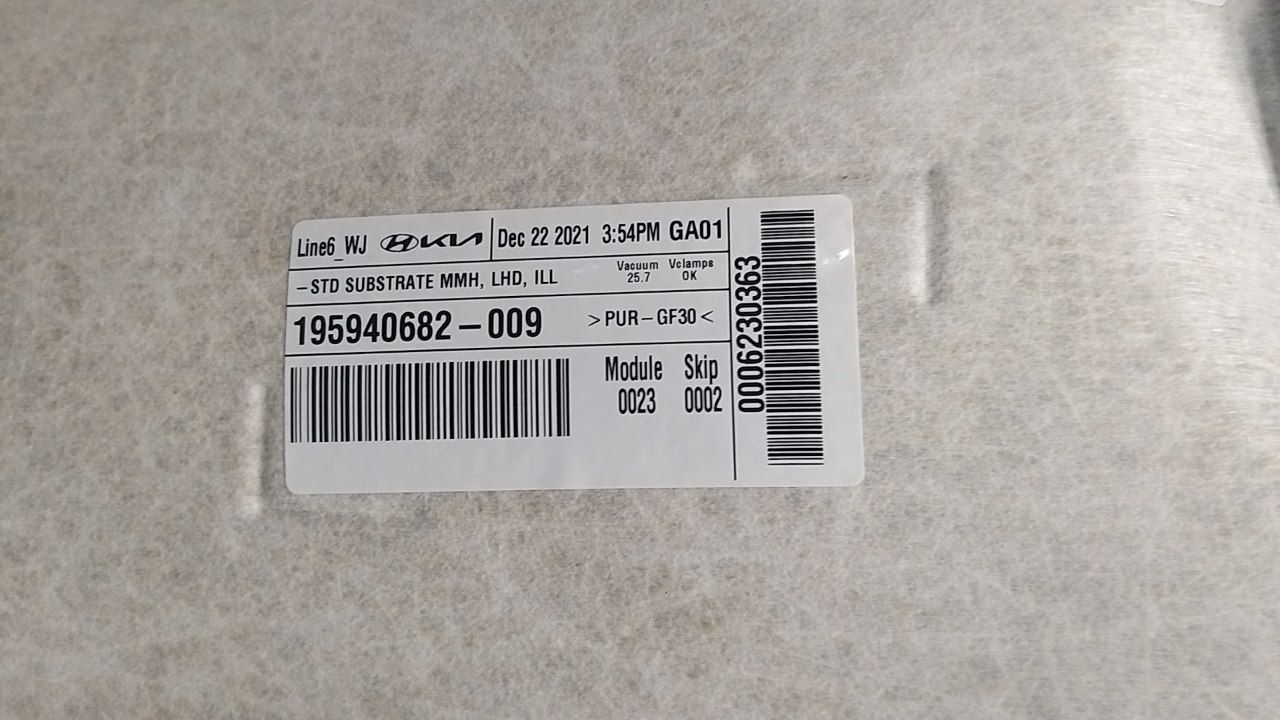 Line6_WJ HYUNDAI KIA Dec 22 2021 3:54PM GA01
-STD SUBSTRATE MMH, LHD, ILL
Vacuum Vclamps
25.7 OK
195940682-009 >PUR-GF30<
Module Skip
0023 0002
0006230363